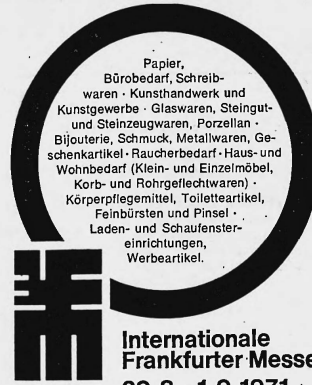 Papier,
Bürobedarf, Schreib-
waren · Kunsthandwerk und
Kunstgewerbe · Glaswaren, Steingut-
und Steinzeugwaren, Porzellan ·
Bijouterie, Schmuck, Metallwaren, Ge-
schenkartikel · Raucherbedarf · Haus- und
Wohnbedarf (Klein- und Einzelmöbel,
Korb- und Rohrgeflechtwaren) ·
Körperpflegemittel, Toiletteartikel,
Feinbürsten und Pinsel ·
Laden- und Schaufenster-
einrichtungen,
Werbeartikel.
Internationale
Frankfurter Messe